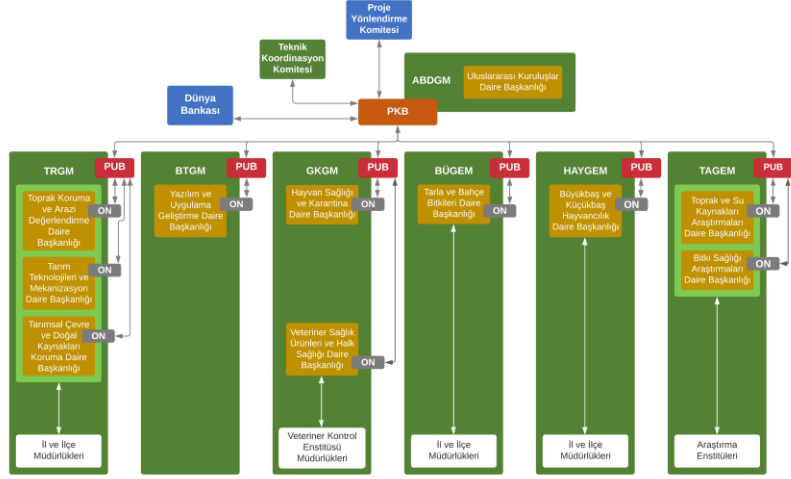 Proje
Yönlendirme
Komitesi
Teknik
Koordinasyon
Komitesi
ABDGM
Uluslararası Kuruluşlar
Daire Başkanlığı
Dünya
Bankası
PKB
TRGM
PUB
Toprak Koruma
ve Arazi
Değerlendirme
Daire
Başkanlığı
ON
Tarım
Teknolojileri ve
Mekanizasyon
Daire Başkanlığı
ON
Tarımsal Çevre
ve Doğal
Kaynakları
Koruma Daire
Başkanlığı
ON
İl ve İlçe
Müdürlükleri
BTGM
PUB
Yazılım ve
Uygulama
Geliştirme Daire
Başkanlığı
ON
GKGM
PUB
Hayvan Sağlığı
ve Karantina
Daire Başkanlığı
ON
Veteriner Sağlık
Ürünleri ve Halk
Sağlığı Daire
Başkanlığı
ON
Veteriner Kontrol
Enstitüsü
Müdürlükleri
BÜGEM
PUB
Tarla ve Bahçe
Bitkileri Daire
Başkanlığı
ON
İl ve İlçe
Müdürlükleri
HAYGEM
PUB
Büyükbaş ve
Küçükbaş
Hayvancılık
Daire Başkanlığı
ON
İl ve İlçe
Müdürlükleri
TAGEM
PUB
Toprak ve Su
Kaynakları
Araştırmaları
Daire Başkanlığı
ON
Bitki Sağlığı
Araştırmaları
Daire Başkanlığı
ON
Araştırma
Enstitüleri